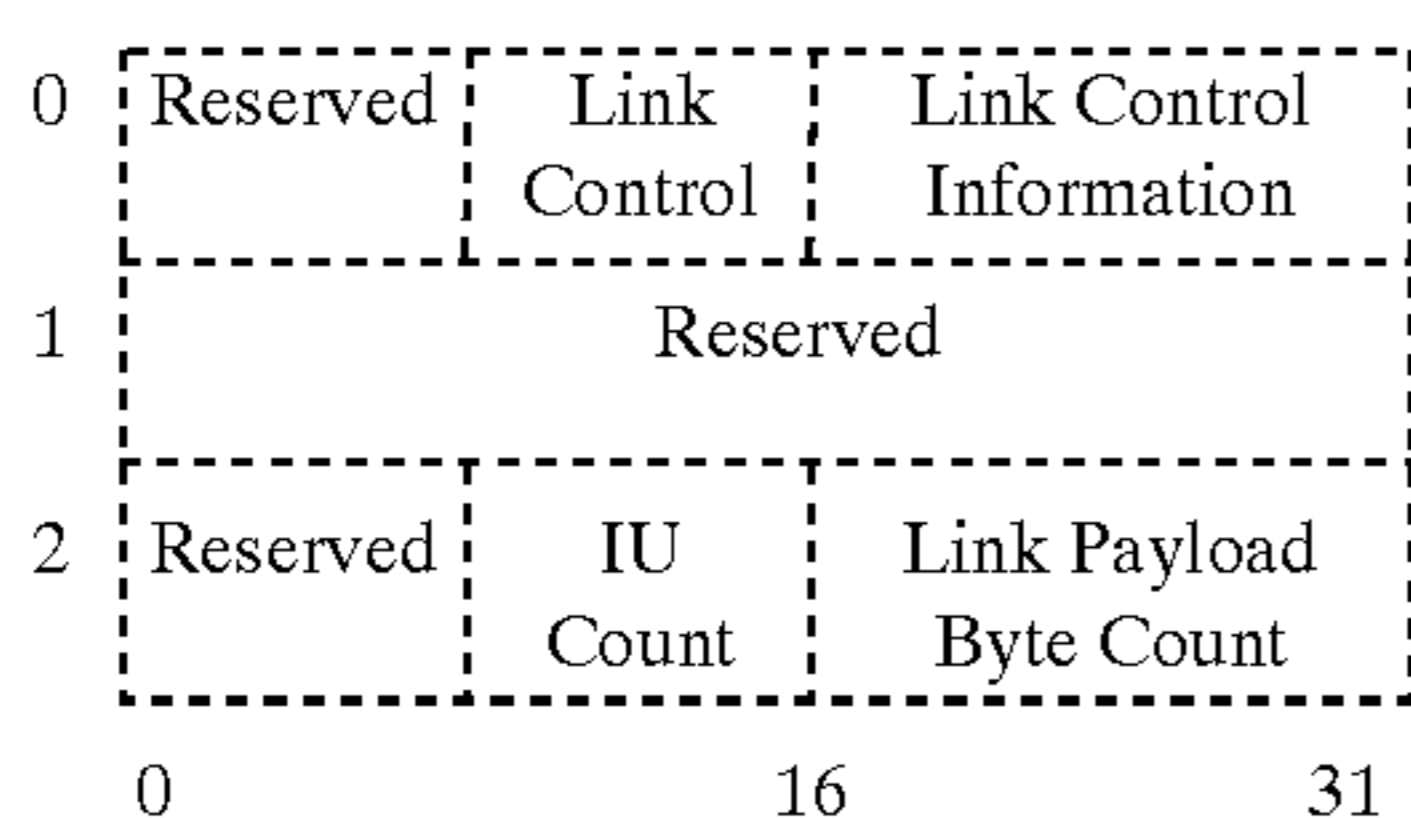 0 Reserved Link Link Control
Control Information
1 Reserved
2 Reserved IU Link Payload
Count Byte Count
0 16 31